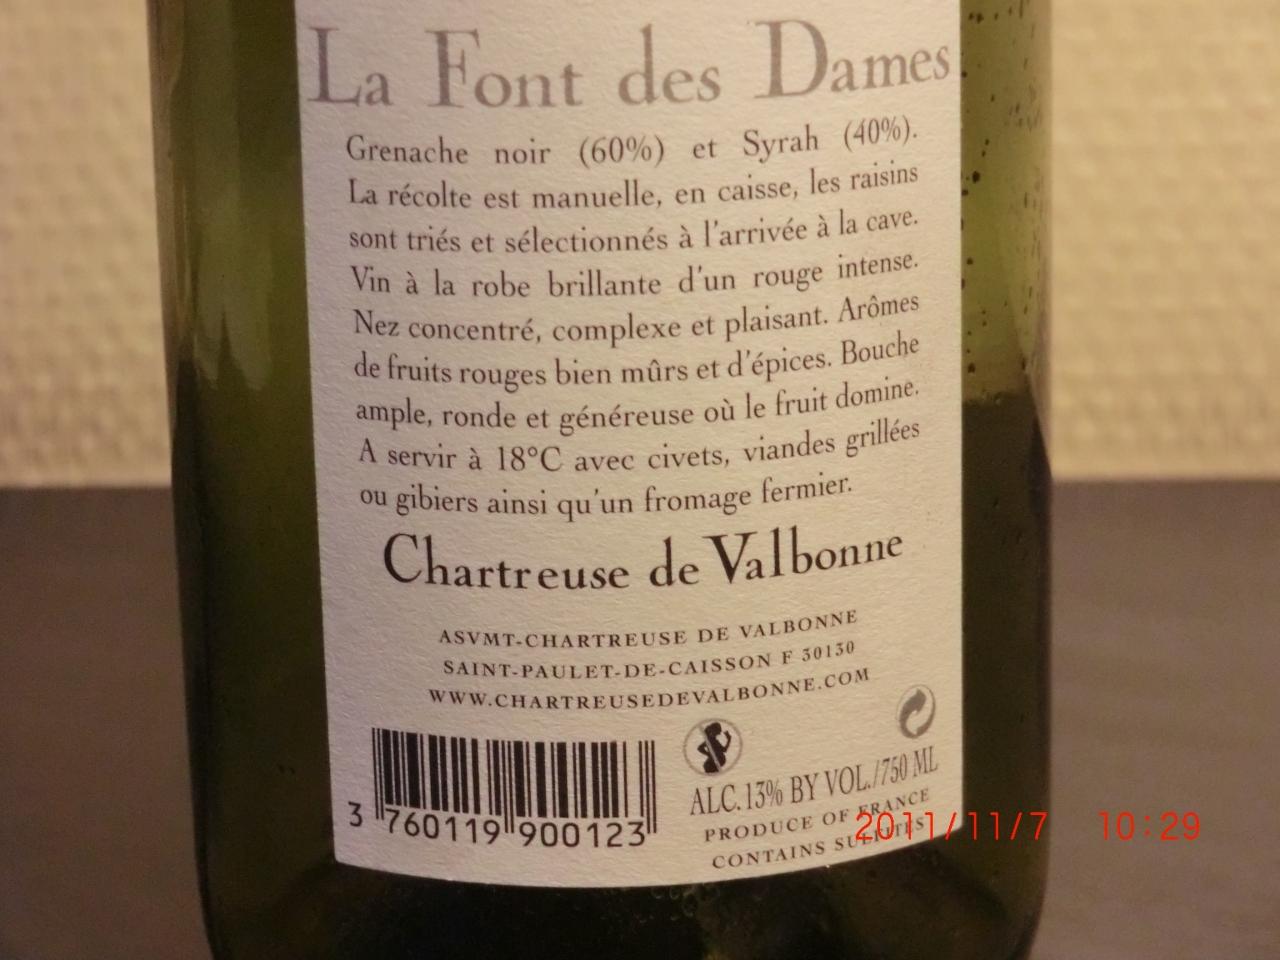 La Font des Dames
Grenache noir (60%) et Syrah (40%).
La récolte est manuelle, en caisse, les raisins
sont triés et sélectionnés à l'arrivée à la cave.
Vin à la robe brillante d'un rouge intense.
Nez concentré, complexe et plaisant. Arômes
de fruits rouges bien mûrs et d'épices. Bouche
ample, ronde et généreuse où le fruit domine.
A servir à 18°C avec civets, viandes grillées
ou gibiers ainsi qu'un fromage fermier.
Chartreuse de Valbonne
ASVMT-CHARTREUSE DE VALBONNE
SAINT-PAULET-DE-CAISSON F 30130
WWW.CHARTREUSEDEVALBONNE.COM
3 760119 900123
ALC.13% BY VOL./750 ML
PRODUCE OF FRANCE
CONTAINS SULFITES
2011/11/7 10:29